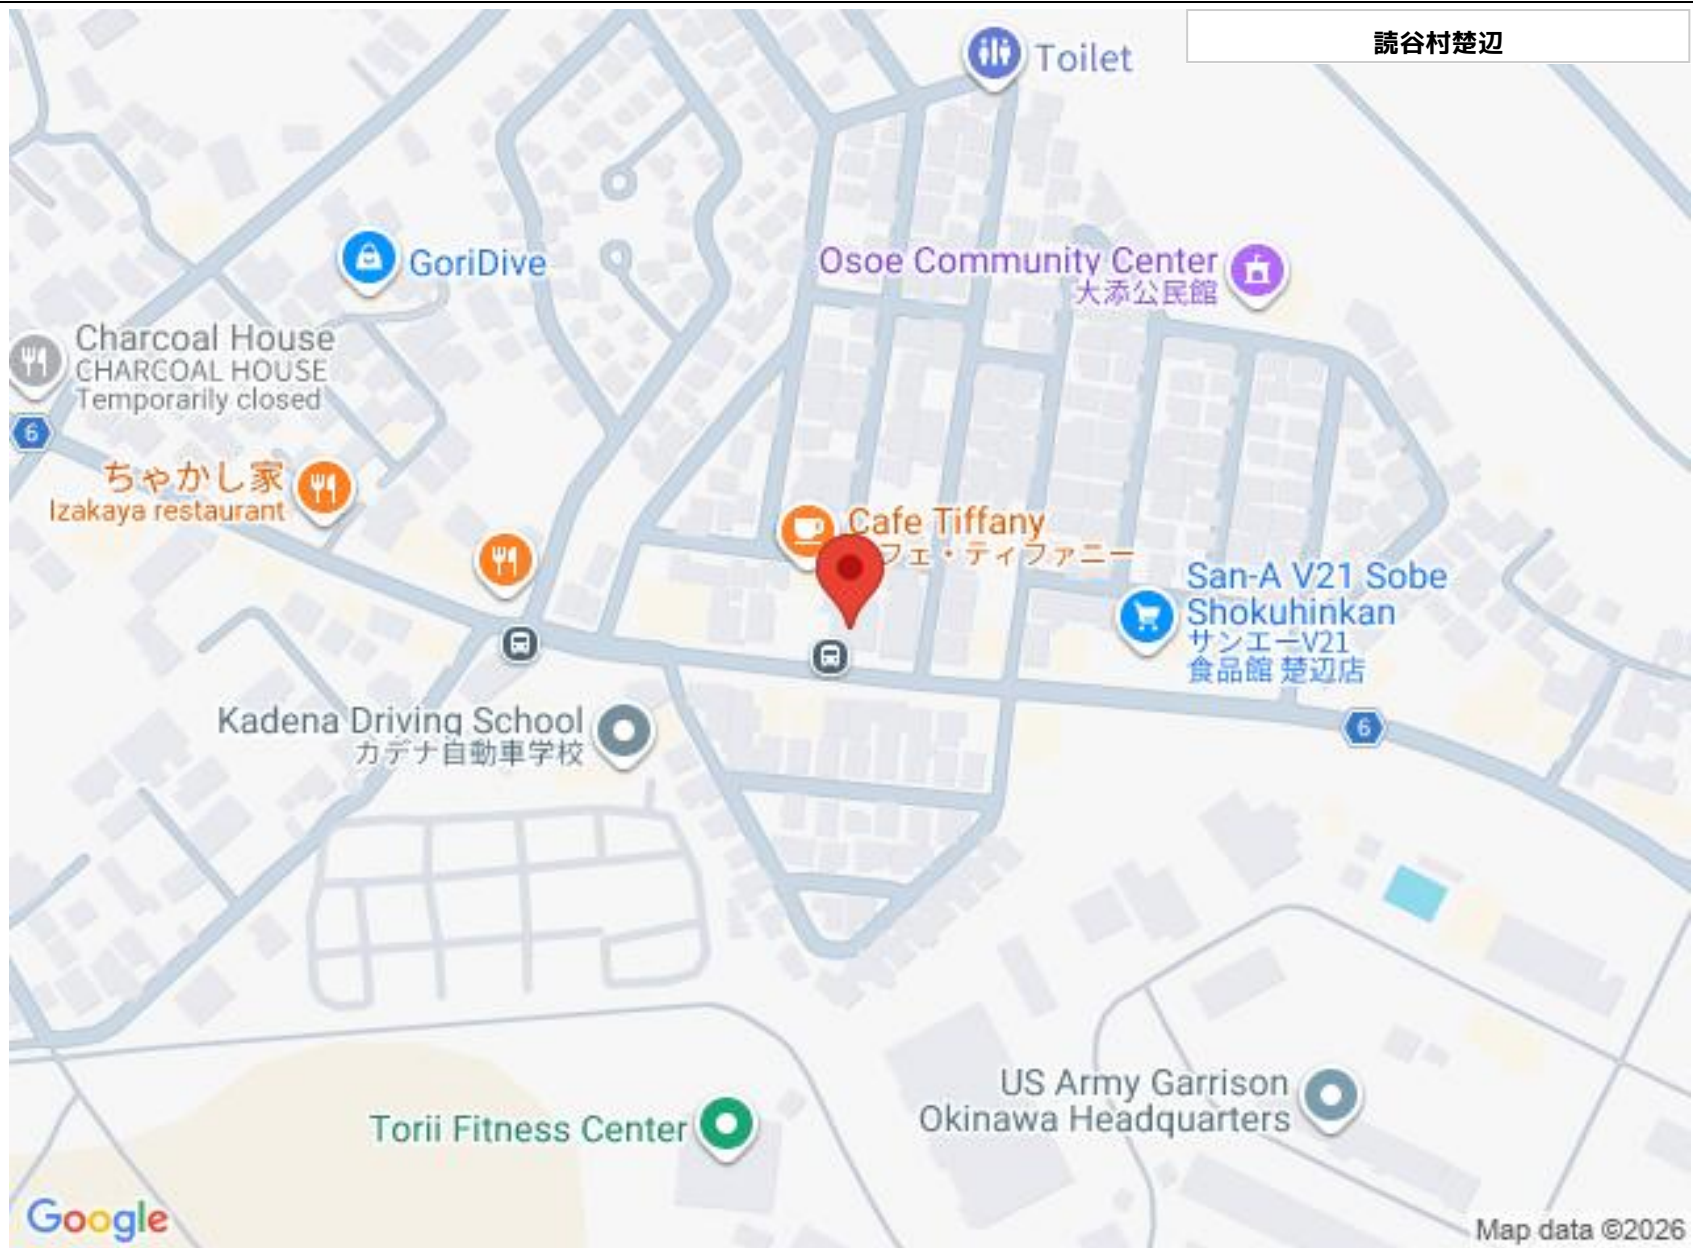 読谷村楚辺
Toilet
GoriDive
Osoe Community Center
大添公民館
Charcoal House
CHARCOAL HOUSE
Temporarily closed
6
ちゃかし家
Izakaya restaurant
Cafe Tiffany
フェ・ティファニー
San-A V21 Sobe
Shokuhinkan
サンエーV21
食品館 楚辺店
Kadena Driving School
カデナ自動車学校
6
US Army Garrison
Okinawa Headquarters
Torii Fitness Center
Google
Map data ©2026